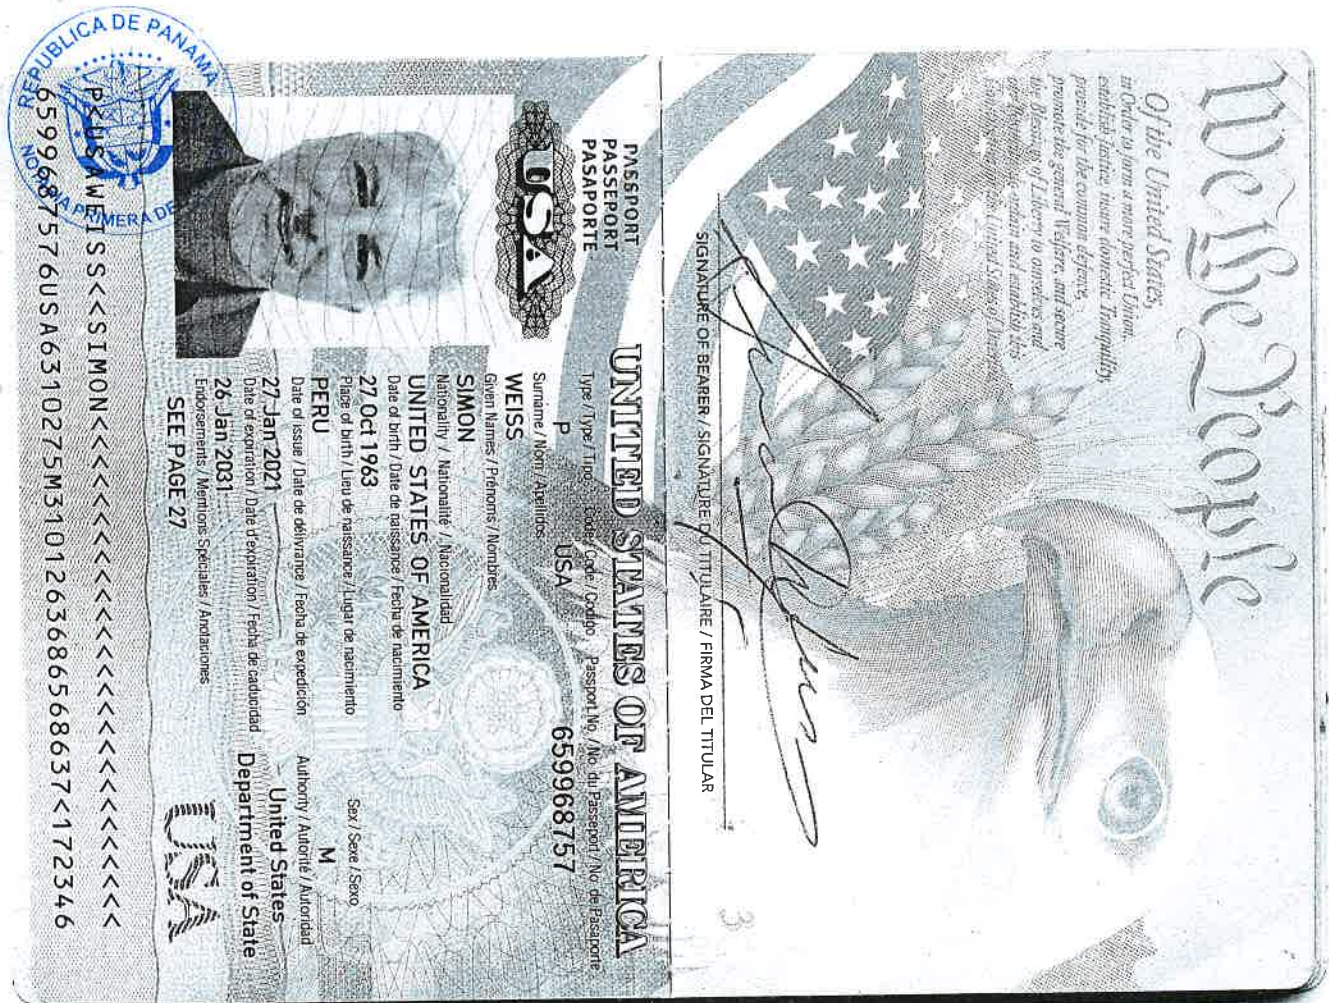 We the People
Of the United States,
in Order to form a more perfect Union,
establish Justice, insure domestic Tranquility,
provide for the common defence,
promote the general Welfare, and secure
the Blessings of Liberty to ourselves and
SIGNATURE OF BEARER / SIGNATURE DU TITULAIRE / FIRMA DEL TITULAR
3
UNITED STATES OF AMERICA
PASSPORT
PASSEPORT
PASAPORTE
USA
Type / Type / Tipo Code / Code / Codigo Passport No. / No. du Passeport / No. de Pasaporte
P USA 659968757
Surname / Nom / Apellidos
WEISS
Given Names / Prénoms / Nombres
SIMON
Nationality / Nationalité / Nacionalidad
UNITED STATES OF AMERICA
Date of birth / Date de naissance / Fecha de nacimiento
27 Oct 1963
Place of birth / Lieu de naissance / Lugar de nacimiento Sex / Sexe / Sexo
PERU M
Date of issue / Date de délivrance / Fecha de expedición Authority / Autorité / Autoridad
27 Jan 2021 United States
Date of expiration / Date d'expiration / Fecha de caducidad Department of State
26 Jan 2031
Endorsements / Mentions Spéciales / Anotaciones
SEE PAGE 27
USA
P<USAWEISS<<SIMON<<<<<<<<<<<<<<<<<<<<<<<<<<<
6599687576USA6310275M3101263686568637<172346
REPUBLICA DE PANAMA
PRIMERA DE